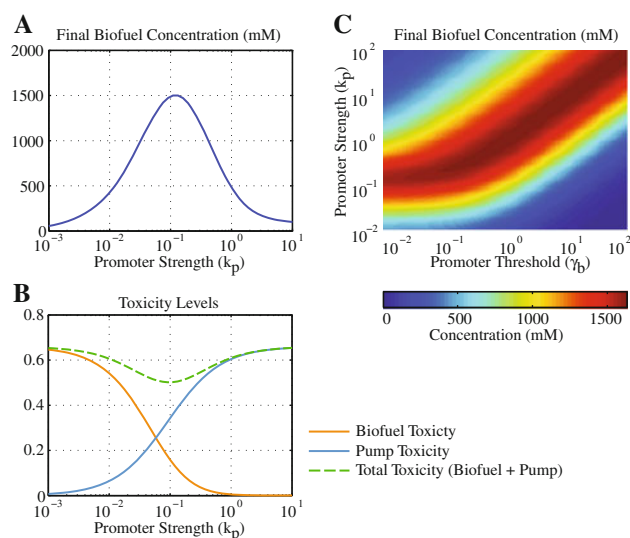 A
Final Biofuel Concentration (mM)
2000
1500
1000
500
0
10^-3 10^-2 10^-1 10^0 10^1
Promoter Strength (k_p)
B
Toxicity Levels
0.8
0.6
0.4
0.2
0
10^-3 10^-2 10^-1 10^0 10^1
Promoter Strength (k_p)
C
Final Biofuel Concentration (mM)
Promoter Strength (k_p)
10^2
10^1
10^0
10^-1
10^-2
10^-2 10^-1 10^0 10^1 10^2
Promoter Threshold (γ_b)
0 500 1000 1500
Concentration (mM)
Biofuel Toxicty
Pump Toxicity
Total Toxicity (Biofuel + Pump)